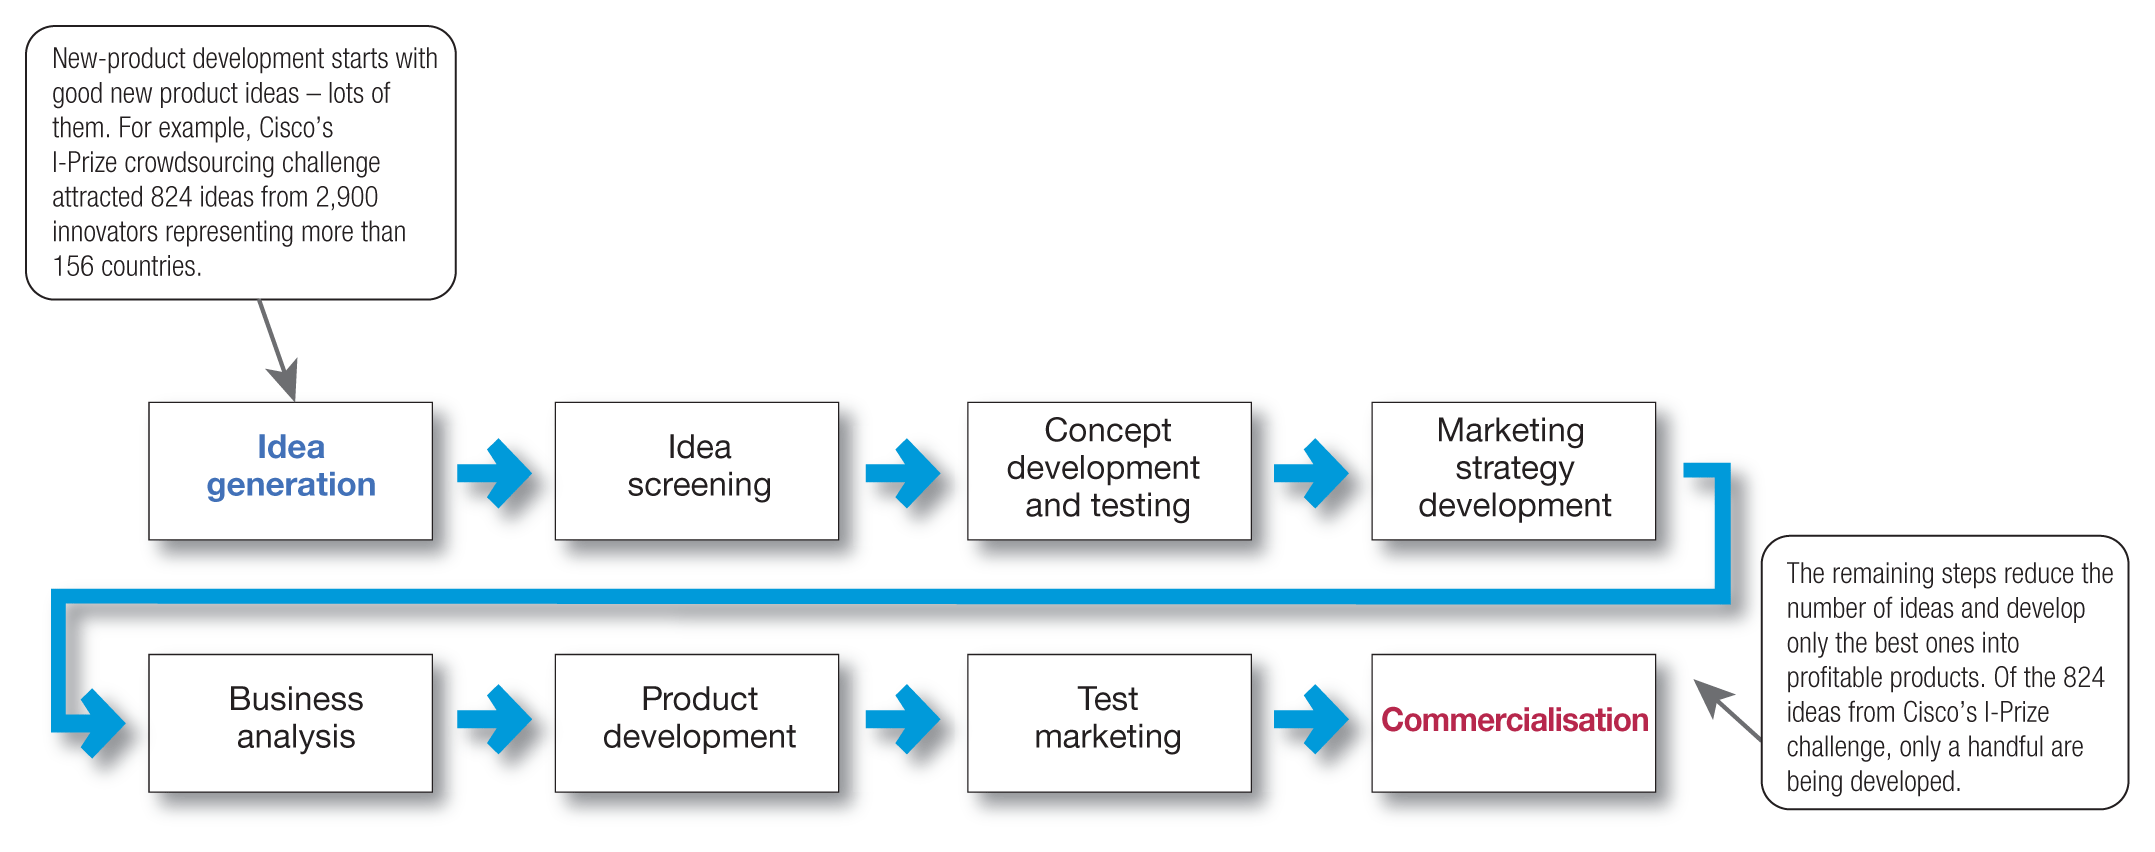 New-product development starts with
good new product ideas – lots of
them. For example, Cisco’s
I-Prize crowdsourcing challenge
attracted 824 ideas from 2,900
innovators representing more than
156 countries.
Idea
generation
Idea
screening
Concept
development
and testing
Marketing
strategy
development
Business
analysis
Product
development
Test
marketing
Commercialisation
The remaining steps reduce the
number of ideas and develop
only the best ones into
profitable products. Of the 824
ideas from Cisco’s I-Prize
challenge, only a handful are
being developed.